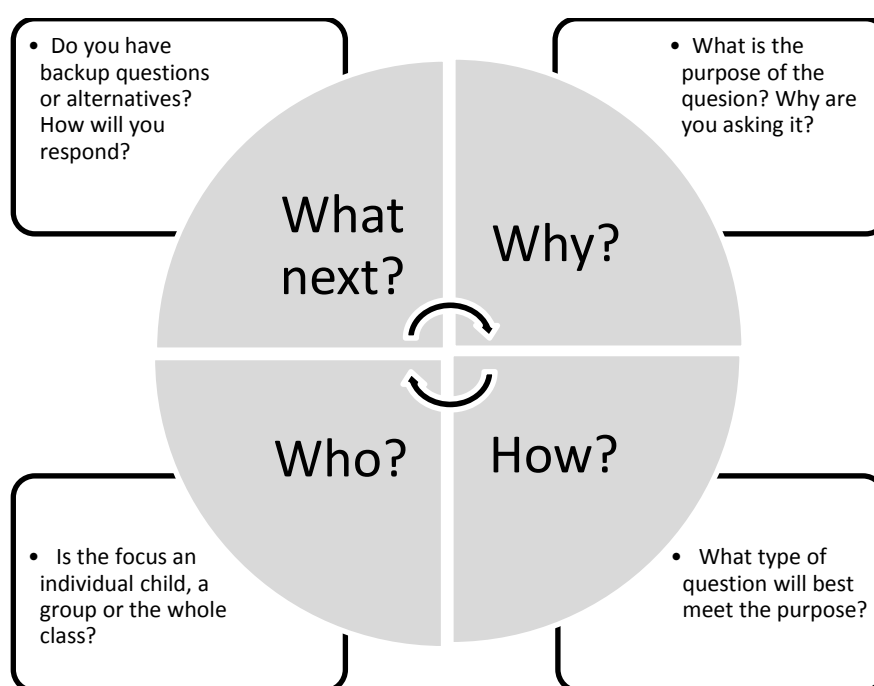 • Do you have
backup questions
or alternatives?
How will you
respond?
• What is the
purpose of the
quesion? Why are
you asking it?
What
next?
Why?
Who?
How?
• Is the focus an
individual child, a
group or the whole
class?
• What type of
question will best
meet the purpose?